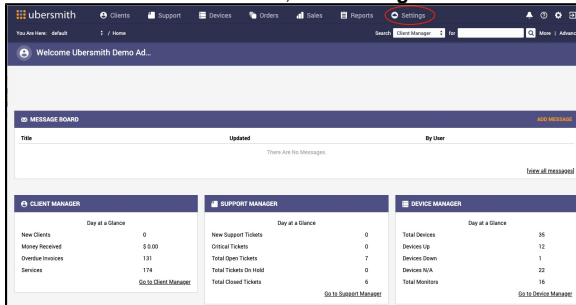 ubersmith Clients Support Devices Orders Sales Reports Settings
You Are Here: default / Home Search Client Manager for More | Advanc
Welcome Ubersmith Demo Ad...
MESSAGE BOARD ADD MESSAGE
Title Updated By User
There Are No Messages.
[view all messages]
CLIENT MANAGER SUPPORT MANAGER DEVICE MANAGER
Day at a Glance Day at a Glance Day at a Glance
New Clients 0 New Support Tickets 0 Total Devices 35
Money Received $ 0.00 Critical Tickets 0 Devices Up 12
Overdue Invoices 131 Total Open Tickets 7 Devices Down 1
Services 174 Total Tickets On Hold 0 Devices N/A 22
Go to Client Manager Total Closed Tickets 6 Total Monitors 16
Go to Support Manager Go to Device Manager